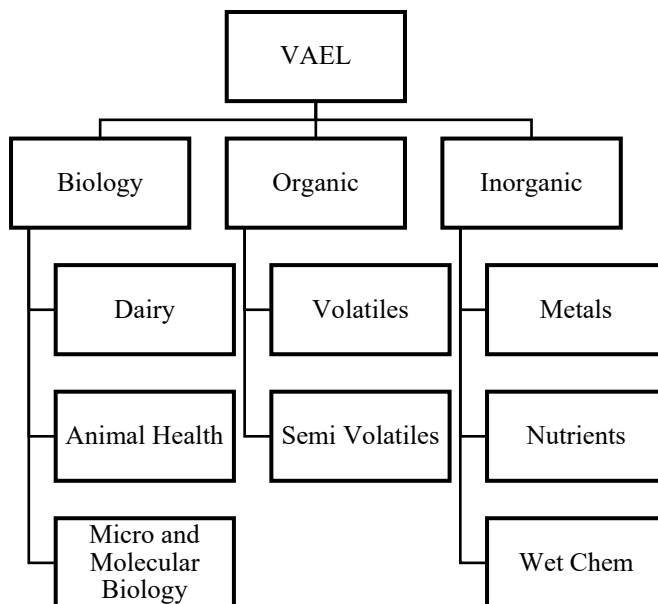 VAEL
Biology
Organic
Inorganic
Dairy
Volatiles
Metals
Animal Health
Semi Volatiles
Nutrients
Micro and
Molecular
Biology
Wet Chem